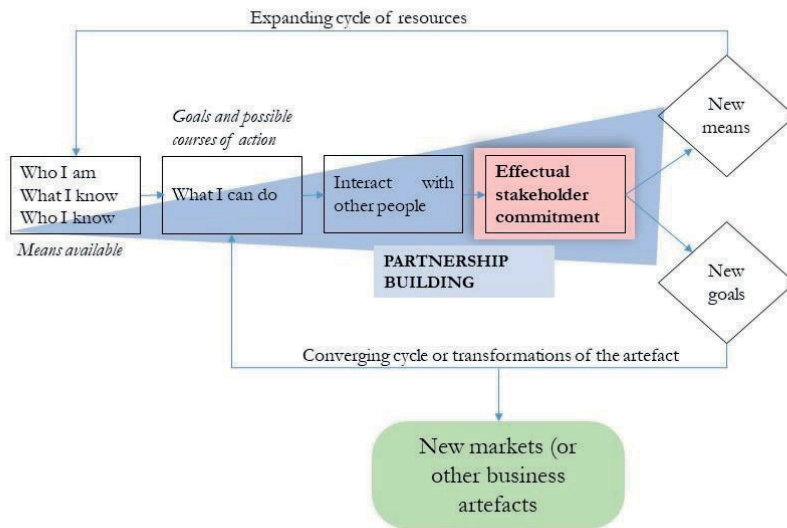 Expanding cycle of resources
Goals and possible
courses of action
New
means
Who I am
What I know
Who I know
What I can do
Interact with
other people
Effectual
stakeholder
commitment
Means available
PARTNERSHIP
BUILDING
New
goals
Converging cycle or transformations of the artefact
New markets (or
other business
artefacts